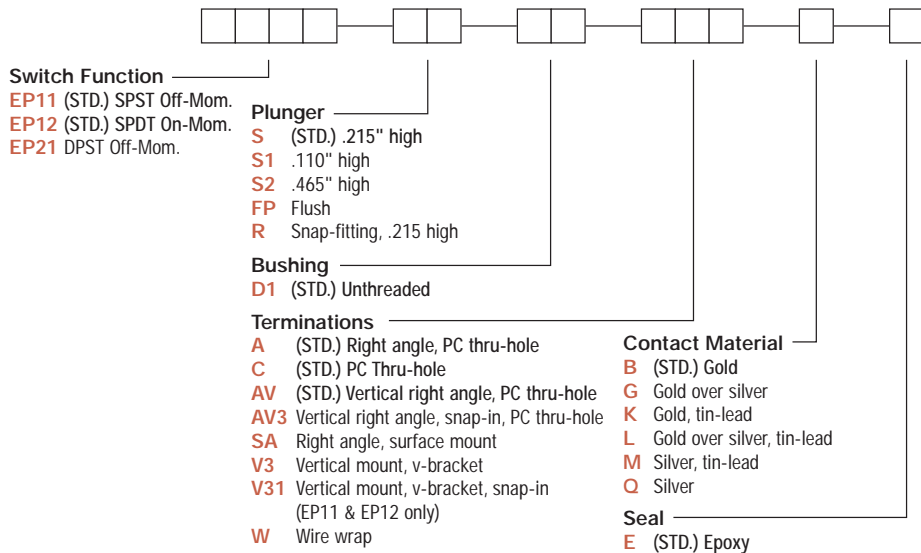 Switch Function
EP11 (STD.) SPST Off-Mom.
EP12 (STD.) SPDT On-Mom.
EP21 DPST Off-Mom.
Plunger
S (STD.) .215" high
S1 .110" high
S2 .465" high
FP Flush
R Snap-fitting, .215 high
Bushing
D1 (STD.) Unthreaded
Terminations
A (STD.) Right angle, PC thru-hole
C (STD.) PC Thru-hole
AV (STD.) Vertical right angle, PC thru-hole
AV3 Vertical right angle, snap-in, PC thru-hole
SA Right angle, surface mount
V3 Vertical mount, v-bracket
V31 Vertical mount, v-bracket, snap-in
(EP11 & EP12 only)
W Wire wrap
Contact Material
B (STD.) Gold
G Gold over silver
K Gold, tin-lead
L Gold over silver, tin-lead
M Silver, tin-lead
Q Silver
Seal
E (STD.) Epoxy